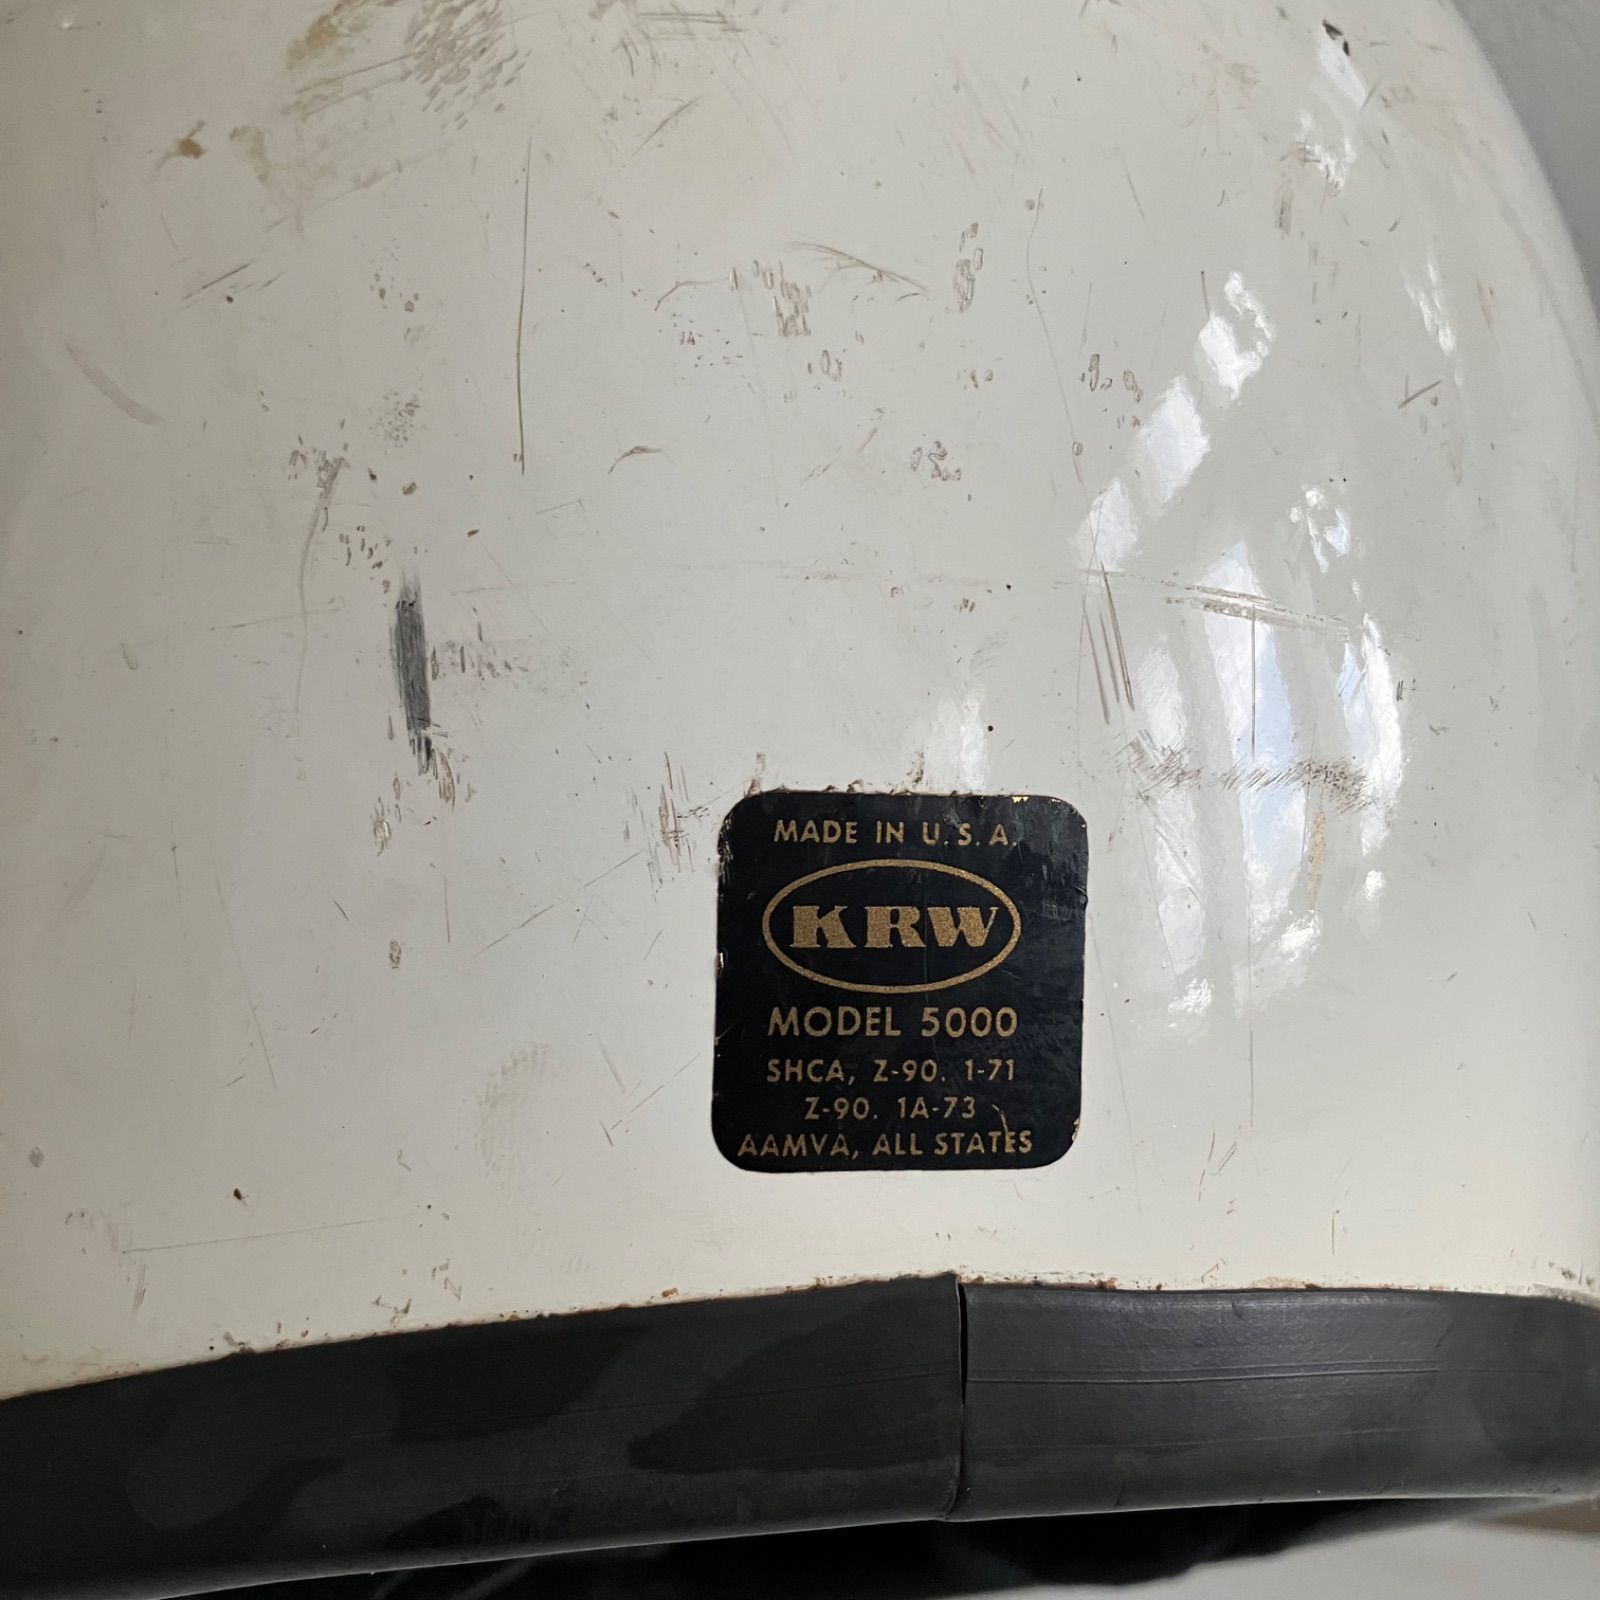 MADE IN U.S.A.
KRW
MODEL 5000
SHCA, Z-90. 1-71
Z-90. 1A-73
AAMVA, ALL STATES